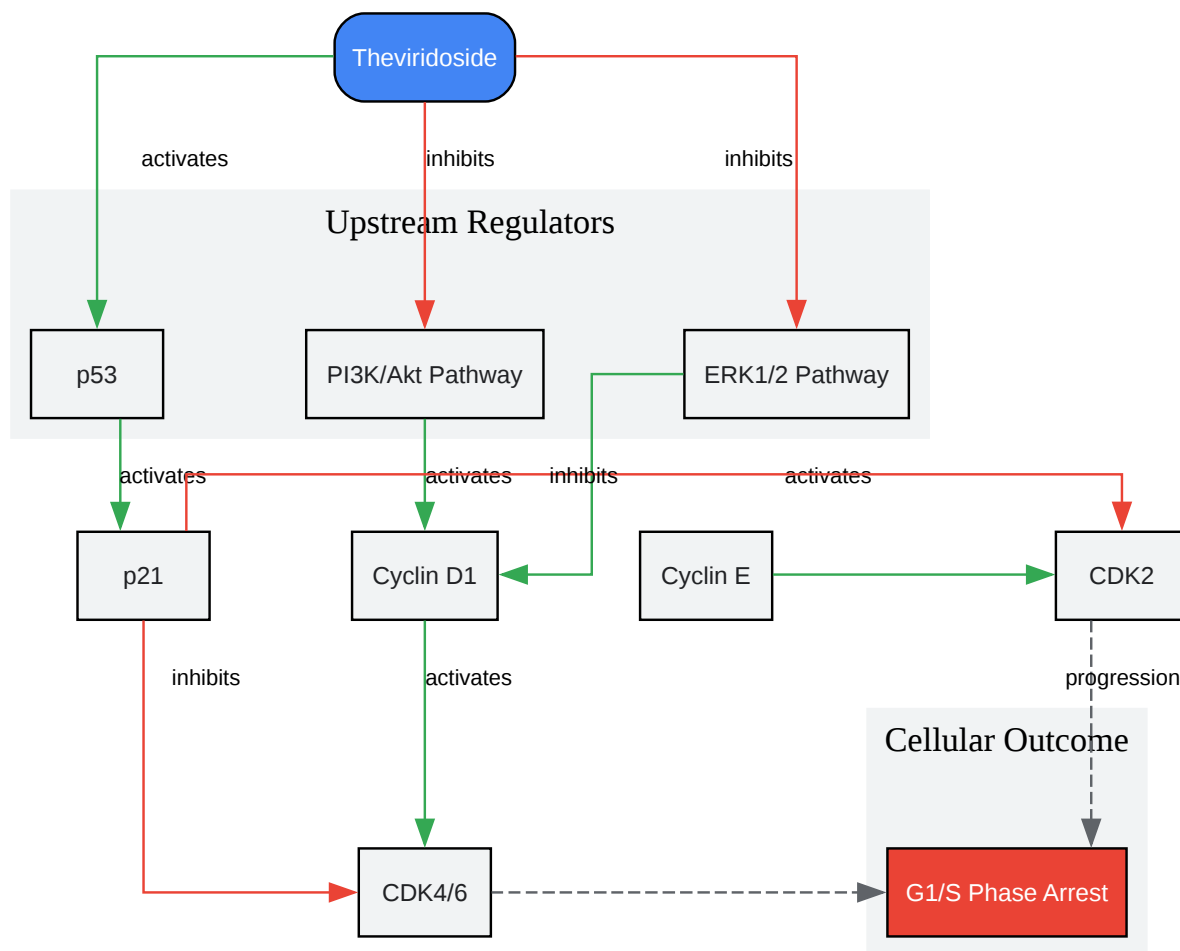 Theviridoside
activates
inhibits
inhibits
Upstream Regulators
p53
PI3K/Akt Pathway
ERK1/2 Pathway
activates
activates
inhibits
activates
p21
Cyclin D1
Cyclin E
CDK2
inhibits
activates
progression
Cellular Outcome
CDK4/6
G1/S Phase Arrest